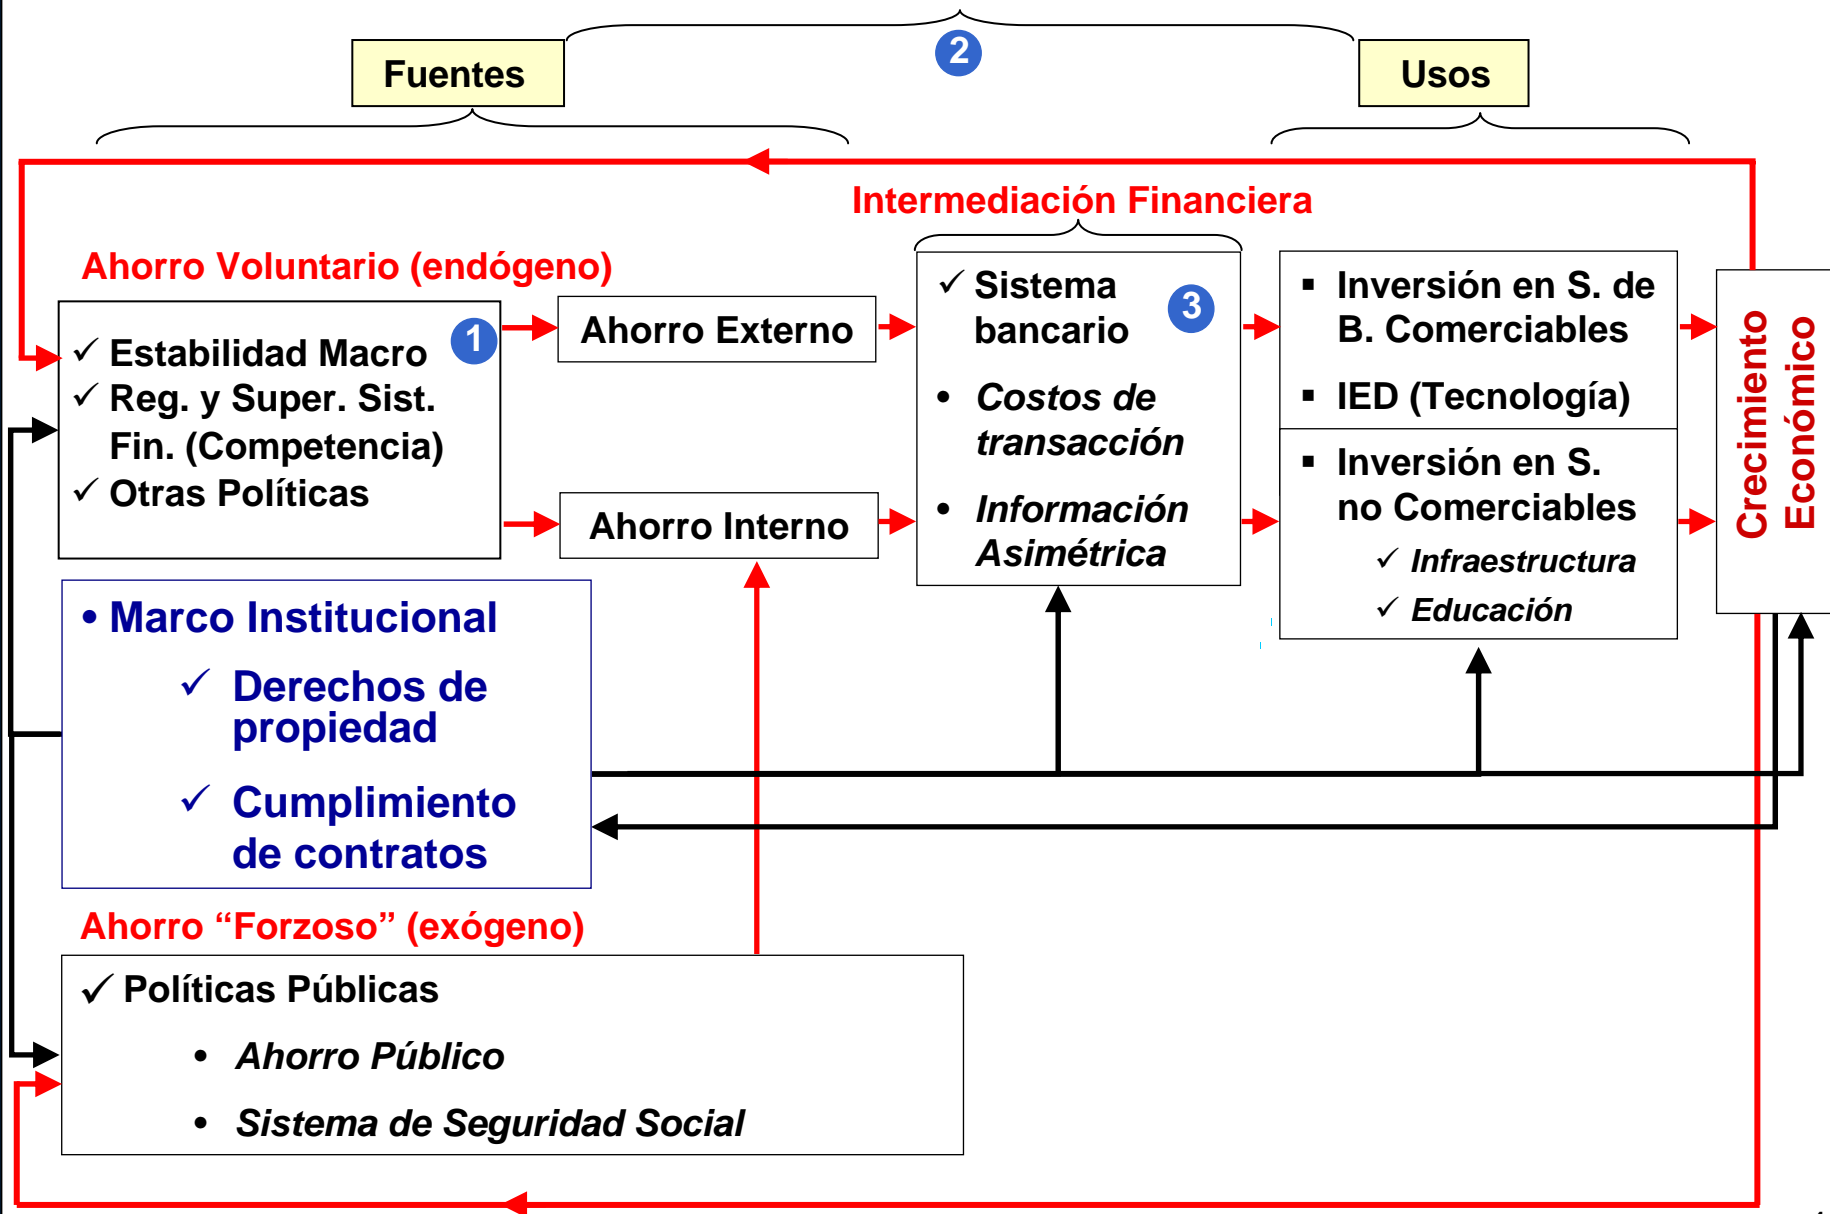 2
Fuentes
Usos
Intermediación Financiera
Ahorro Voluntario (endógeno)
1
✓ Estabilidad Macro
✓ Reg. y Super. Sist.
Fin. (Competencia)
✓ Otras Políticas
Ahorro Externo
Ahorro Interno
✓ Sistema
bancario
3
• Costos de
transacción
• Información
Asimétrica
▪ Inversión en S. de
B. Comerciables
▪ IED (Tecnología)
▪ Inversión en S.
no Comerciables
✓ Infraestructura
✓ Educación
Crecimiento
Económico
• Marco Institucional
✓ Derechos de
propiedad
✓ Cumplimiento
de contratos
Ahorro “Forzoso” (exógeno)
✓ Políticas Públicas
• Ahorro Público
• Sistema de Seguridad Social